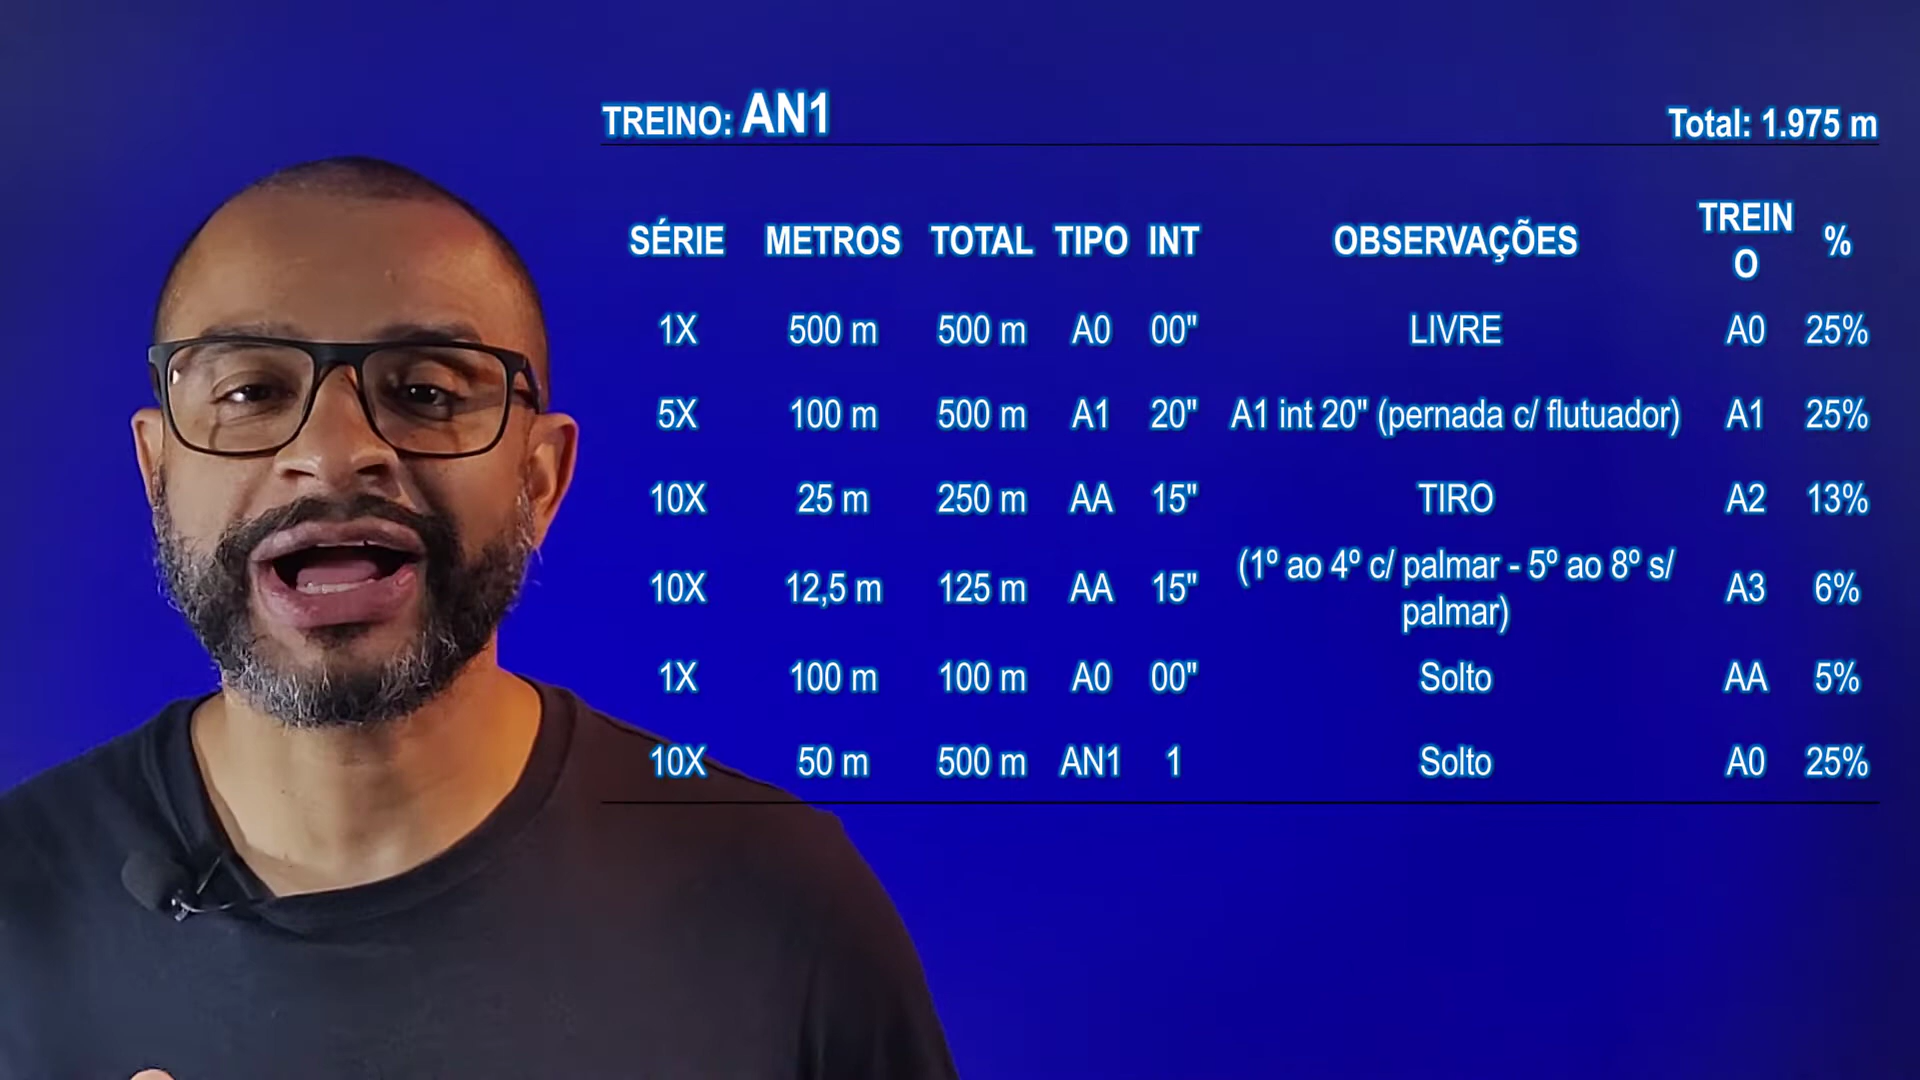 TREINO: AN1
Total: 1.975 m
SÉRIE METROS TOTAL TIPO INT OBSERVAÇÕES TREIN
O %
1X 500 m 500 m A0 00" LIVRE A0 25%
5X 100 m 500 m A1 20" A1 int 20" (pernada c/ flutuador) A1 25%
10X 25 m 250 m AA 15" TIRO A2 13%
10X 12,5 m 125 m AA 15" (1º ao 4º c/ palmar - 5º ao 8º s/
palmar) A3 6%
1X 100 m 100 m A0 00" Solto AA 5%
10X 50 m 500 m AN1 1 Solto A0 25%